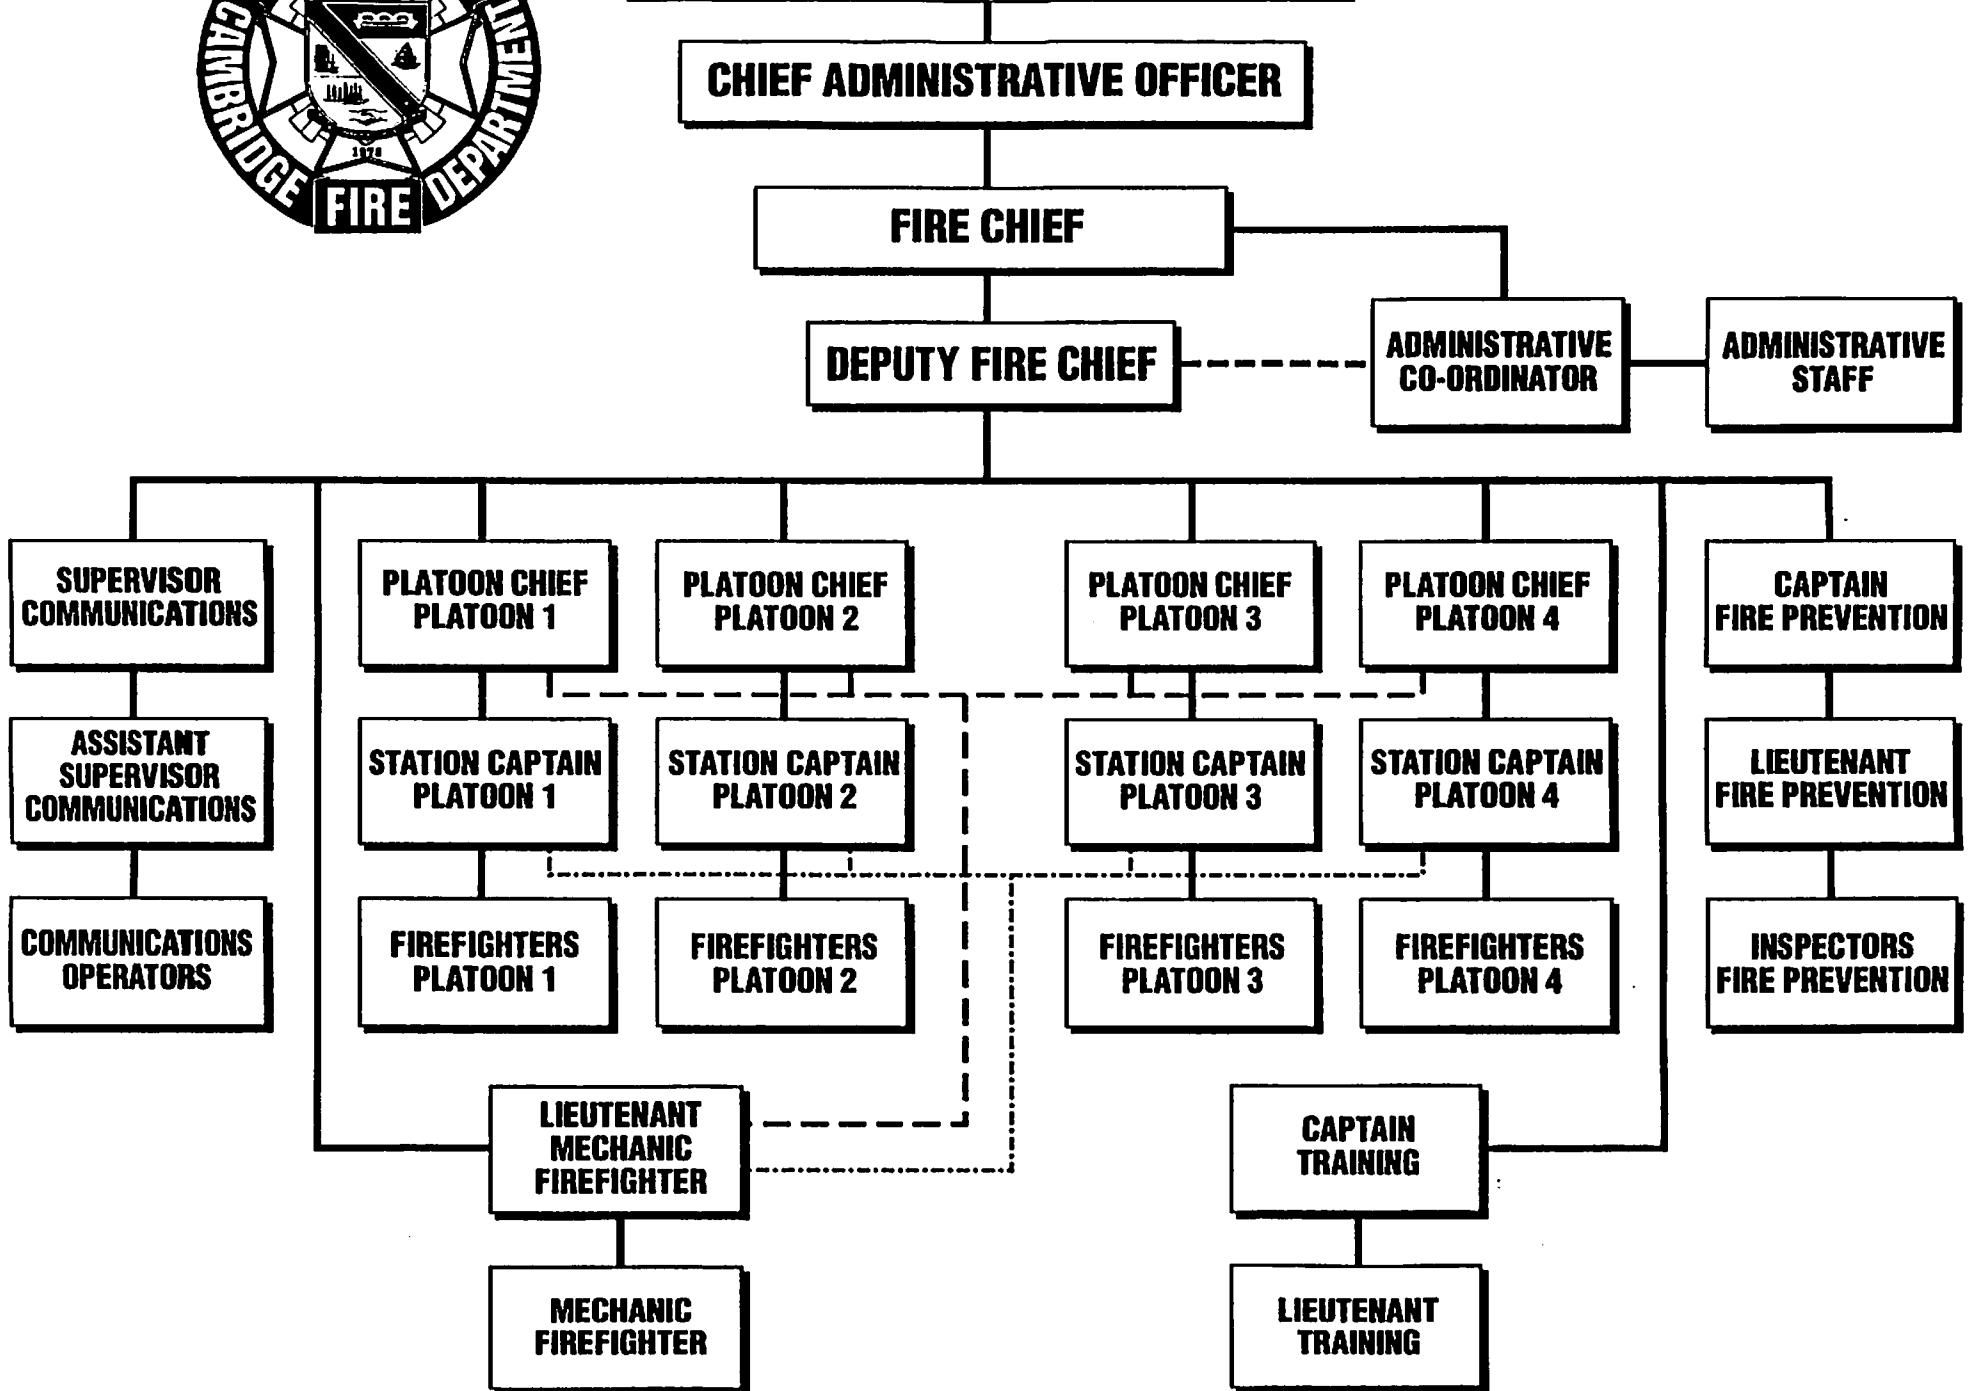 CAMBRIDGE
FIRE
DEPARTMENT
1973
CHIEF ADMINISTRATIVE OFFICER
FIRE CHIEF
DEPUTY FIRE CHIEF
ADMINISTRATIVE
CO-ORDINATOR
ADMINISTRATIVE
STAFF
SUPERVISOR
COMMUNICATIONS
PLATOON CHIEF
PLATOON 1
PLATOON CHIEF
PLATOON 2
PLATOON CHIEF
PLATOON 3
PLATOON CHIEF
PLATOON 4
CAPTAIN
FIRE PREVENTION
ASSISTANT
SUPERVISOR
COMMUNICATIONS
STATION CAPTAIN
PLATOON 1
STATION CAPTAIN
PLATOON 2
STATION CAPTAIN
PLATOON 3
STATION CAPTAIN
PLATOON 4
LIEUTENANT
FIRE PREVENTION
COMMUNICATIONS
OPERATORS
FIREFIGHTERS
PLATOON 1
FIREFIGHTERS
PLATOON 2
FIREFIGHTERS
PLATOON 3
FIREFIGHTERS
PLATOON 4
INSPECTORS
FIRE PREVENTION
LIEUTENANT
MECHANIC
FIREFIGHTER
CAPTAIN
TRAINING
MECHANIC
FIREFIGHTER
LIEUTENANT
TRAINING